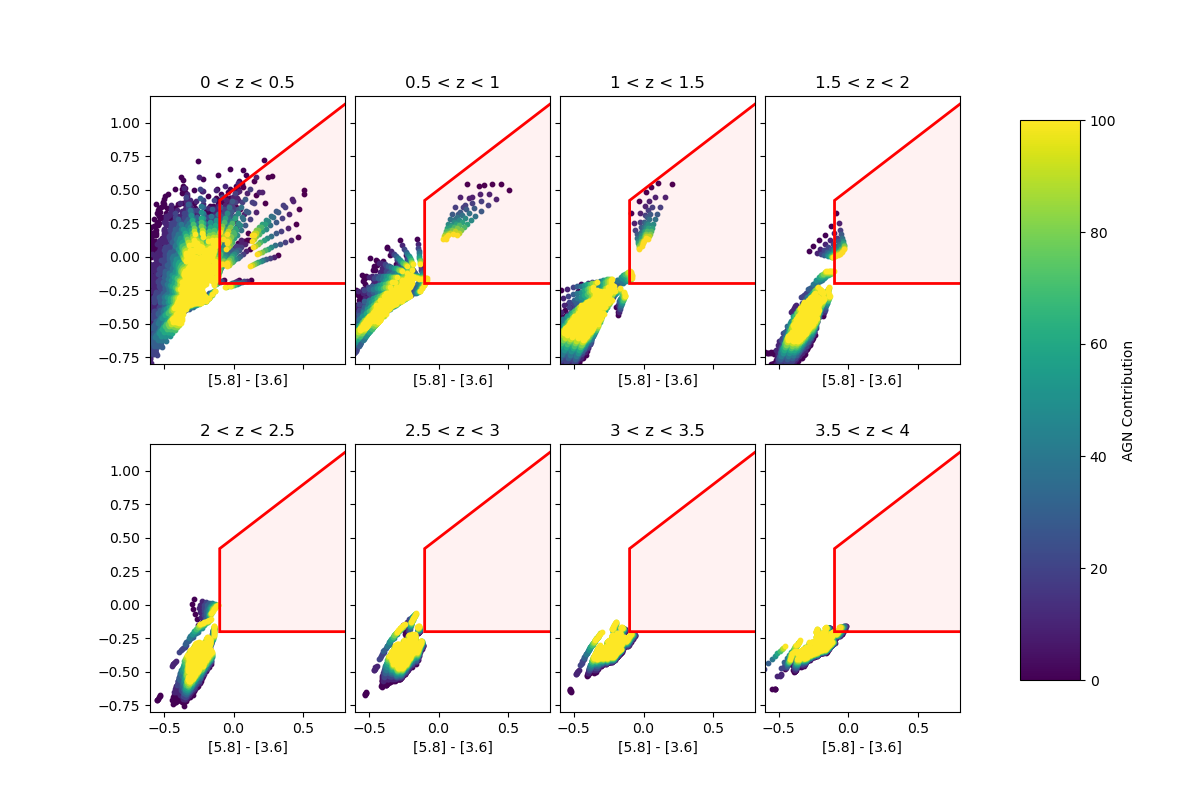 0 < z < 0.5
0.5 < z < 1
1 < z < 1.5
1.5 < z < 2
1.00
0.75
0.50
0.25
0.00
−0.25
−0.50
−0.75
[5.8] - [3.6]
[5.8] - [3.6]
[5.8] - [3.6]
[5.8] - [3.6]
2 < z < 2.5
2.5 < z < 3
3 < z < 3.5
3.5 < z < 4
1.00
0.75
0.50
0.25
0.00
−0.25
−0.50
−0.75
−0.5 0.0 0.5
−0.5 0.0 0.5
−0.5 0.0 0.5
−0.5 0.0 0.5
[5.8] - [3.6]
[5.8] - [3.6]
[5.8] - [3.6]
[5.8] - [3.6]
100
80
60
40
20
0
AGN Contribution